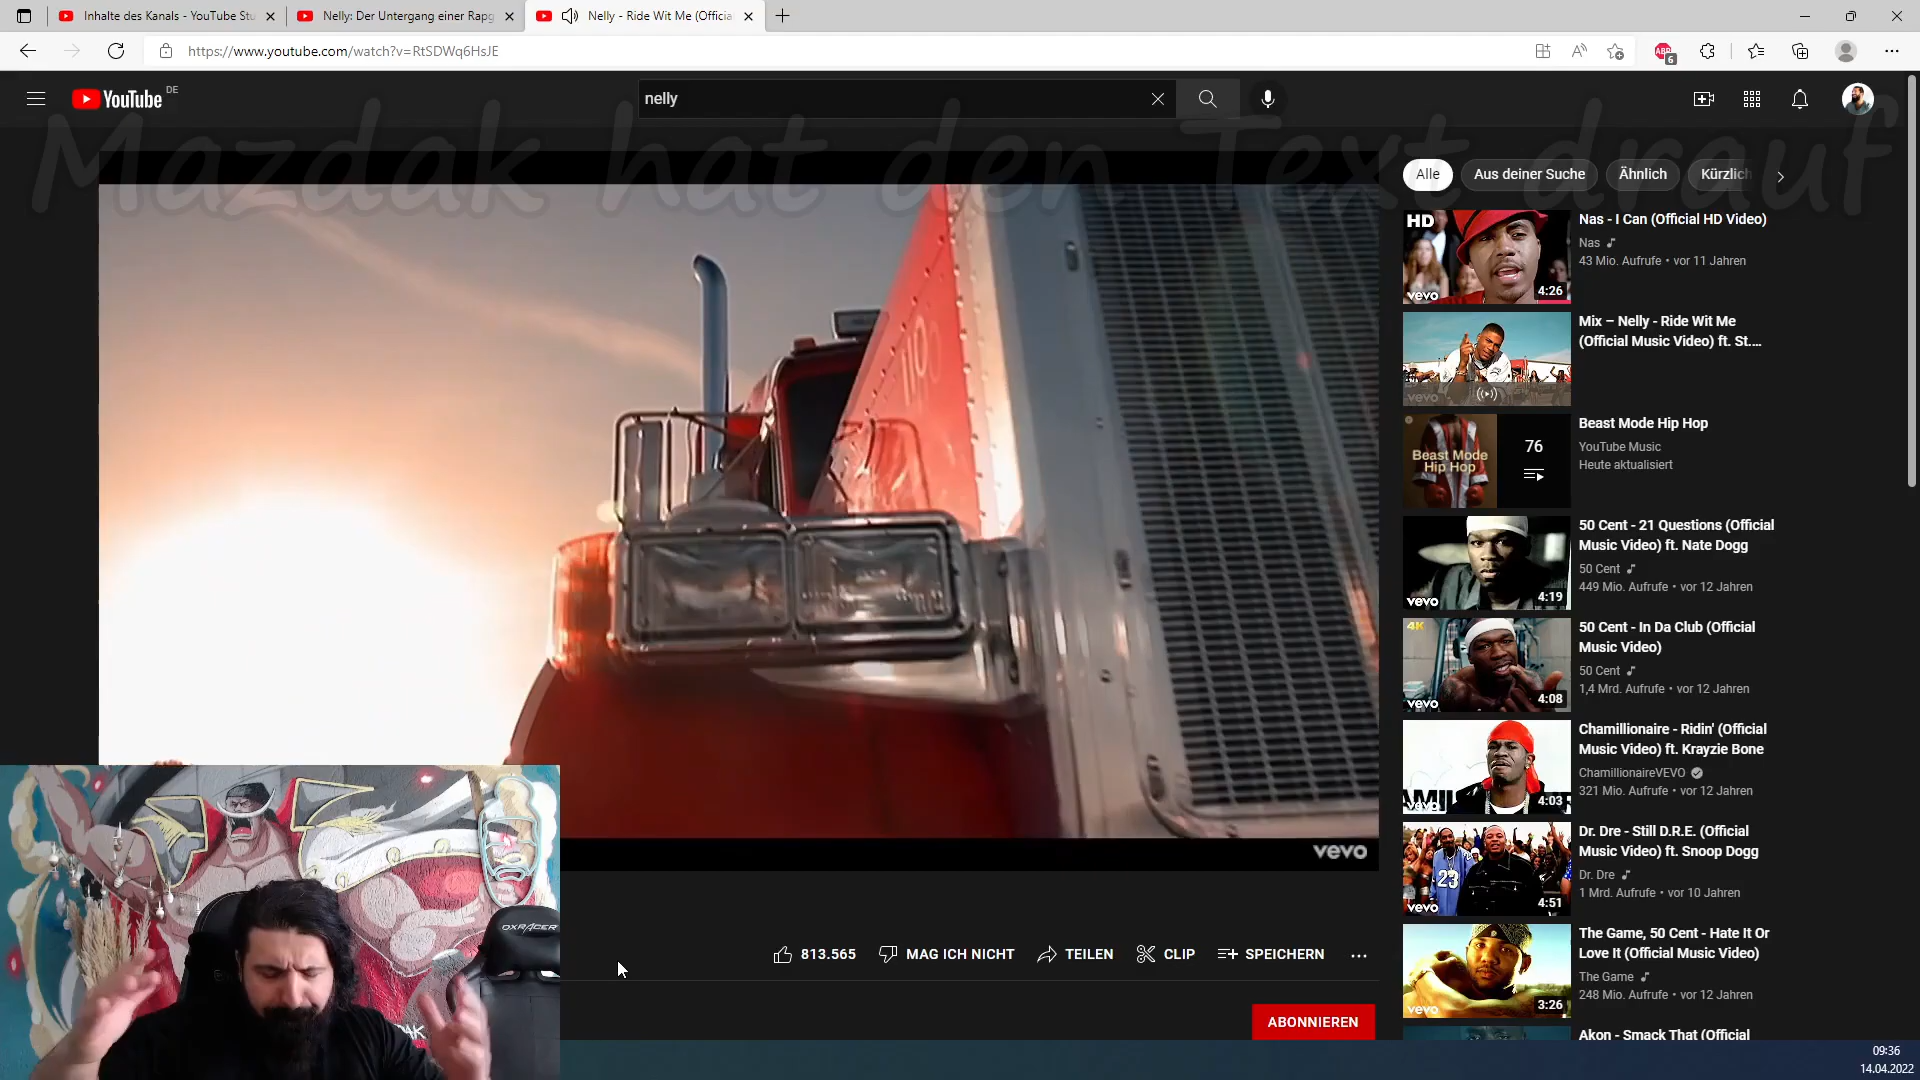 Inhalte des Kanals - YouTube Stu
Nelly: Der Untergang einer Rapg
Nelly - Ride Wit Me (Officia
https://www.youtube.com/watch?v=RtSDWq6HsJE
6
YouTube DE
nelly
Mazdak hat den Text drauf
Alle
Aus deiner Suche
Ähnlich
Kürzlich
HD
vevo
4:26
Nas - I Can (Official HD Video)
Nas
43 Mio. Aufrufe • vor 11 Jahren
vevo
Mix – Nelly - Ride Wit Me
(Official Music Video) ft. St...
Beast Mode
Hip Hop
76
Beast Mode Hip Hop
YouTube Music
Heute aktualisiert
vevo
4:19
50 Cent - 21 Questions (Official
Music Video) ft. Nate Dogg
50 Cent
449 Mio. Aufrufe • vor 12 Jahren
4K
vevo
4:08
50 Cent - In Da Club (Official
Music Video)
50 Cent
1,4 Mrd. Aufrufe • vor 12 Jahren
vevo
4:03
Chamillionaire - Ridin' (Official
Music Video) ft. Krayzie Bone
ChamillionaireVEVO
321 Mio. Aufrufe • vor 12 Jahren
23
vevo
4:51
Dr. Dre - Still D.R.E. (Official
Music Video) ft. Snoop Dogg
Dr. Dre
1 Mrd. Aufrufe • vor 10 Jahren
vevo
3:26
The Game, 50 Cent - Hate It Or
Love It (Official Music Video)
The Game
248 Mio. Aufrufe • vor 12 Jahren
Akon - Smack That (Official
vevo
813.565
MAG ICH NICHT
TEILEN
CLIP
SPEICHERN
ABONNIEREN
DXRACER
09:36
14.04.2022